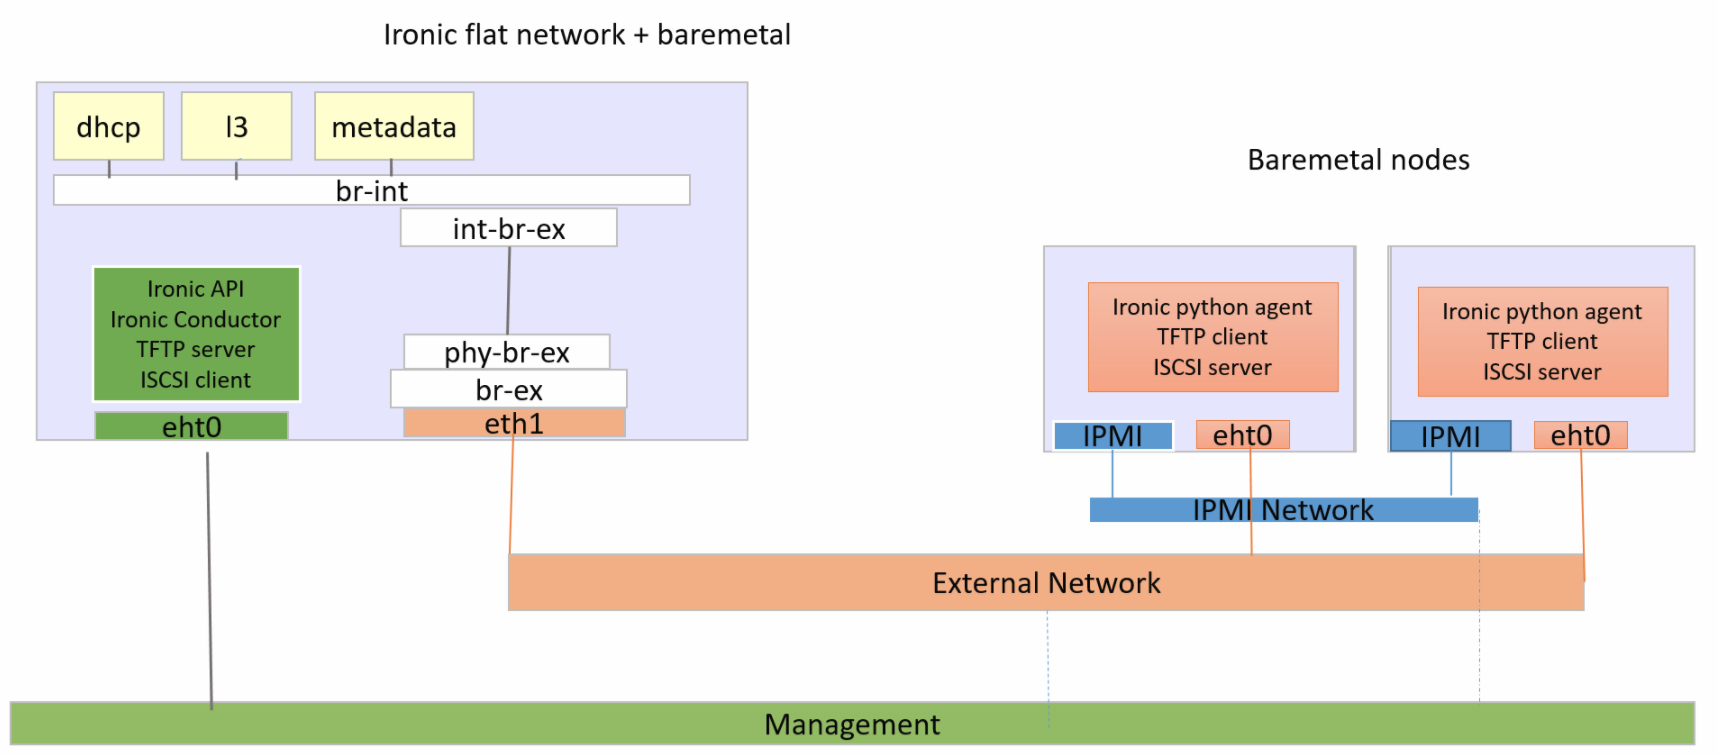 Ironic flat network + baremetal
dhcp
l3
metadata
br-int
int-br-ex
Ironic API
Ironic Conductor
TFTP server
ISCSI client
eht0
phy-br-ex
br-ex
eth1
Baremetal nodes
Ironic python agent
TFTP client
ISCSI server
IPMI
eht0
Ironic python agent
TFTP client
ISCSI server
IPMI
eht0
IPMI Network
External Network
Management